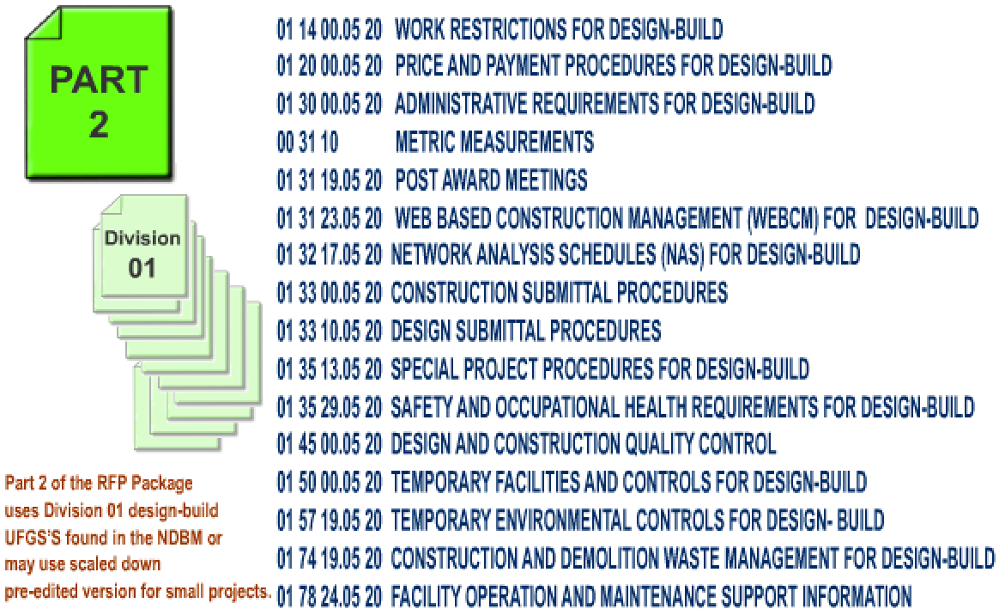 PART
2
Division
01
Part 2 of the RFP Package
uses Division 01 design-build
UFGS'S found in the NDBM or
may use scaled down
pre-edited version for small projects.
01 14 00.05 20 WORK RESTRICTIONS FOR DESIGN-BUILD
01 20 00.05 20 PRICE AND PAYMENT PROCEDURES FOR DESIGN-BUILD
01 30 00.05 20 ADMINISTRATIVE REQUIREMENTS FOR DESIGN-BUILD
00 31 10 METRIC MEASUREMENTS
01 31 19.05 20 POST AWARD MEETINGS
01 31 23.05 20 WEB BASED CONSTRUCTION MANAGEMENT (WEBCM) FOR DESIGN-BUILD
01 32 17.05 20 NETWORK ANALYSIS SCHEDULES (NAS) FOR DESIGN-BUILD
01 33 00.05 20 CONSTRUCTION SUBMITTAL PROCEDURES
01 33 10.05 20 DESIGN SUBMITTAL PROCEDURES
01 35 13.05 20 SPECIAL PROJECT PROCEDURES FOR DESIGN-BUILD
01 35 29.05 20 SAFETY AND OCCUPATIONAL HEALTH REQUIREMENTS FOR DESIGN-BUILD
01 45 00.05 20 DESIGN AND CONSTRUCTION QUALITY CONTROL
01 50 00.05 20 TEMPORARY FACILITIES AND CONTROLS FOR DESIGN-BUILD
01 57 19.05 20 TEMPORARY ENVIRONMENTAL CONTROLS FOR DESIGN- BUILD
01 74 19.05 20 CONSTRUCTION AND DEMOLITION WASTE MANAGEMENT FOR DESIGN-BUILD
01 78 24.05 20 FACILITY OPERATION AND MAINTENANCE SUPPORT INFORMATION